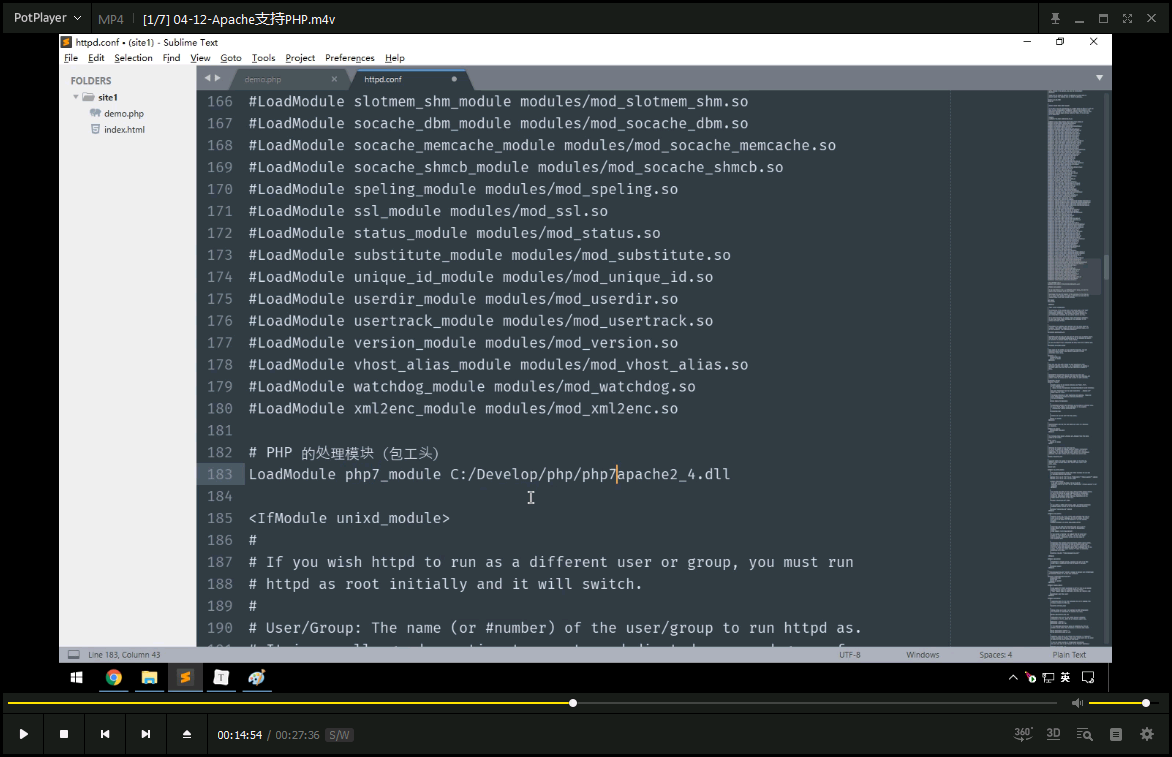 PotPlayer MP4 [1/7] 04-12-Apache支持PHP.m4v
httpd.conf • (site1) - Sublime Text
File Edit Selection Find View Goto Tools Project Preferences Help
FOLDERS
site1
demo.php
index.html
demo.php httpd.conf
166 #LoadModule slotmem_shm_module modules/mod_slotmem_shm.so
167 #LoadModule socache_dbm_module modules/mod_socache_dbm.so
168 #LoadModule socache_memcache_module modules/mod_socache_memcache.so
169 #LoadModule socache_shmcb_module modules/mod_socache_shmcb.so
170 #LoadModule speling_module modules/mod_speling.so
171 #LoadModule ssl_module modules/mod_ssl.so
172 #LoadModule status_module modules/mod_status.so
173 #LoadModule substitute_module modules/mod_substitute.so
174 #LoadModule unique_id_module modules/mod_unique_id.so
175 #LoadModule userdir_module modules/mod_userdir.so
176 #LoadModule usertrack_module modules/mod_usertrack.so
177 #LoadModule version_module modules/mod_version.so
178 #LoadModule vhost_alias_module modules/mod_vhost_alias.so
179 #LoadModule watchdog_module modules/mod_watchdog.so
180 #LoadModule xml2enc_module modules/mod_xml2enc.so
181
182 # PHP 的处理模块（包工头）
183 LoadModule php7_module C:/Develop/php/php7apache2_4.dll
184
185 <IfModule unixd_module>
186 #
187 # If you wish httpd to run as a different user or group, you must run
188 # httpd as root initially and it will switch.
189 #
190 # User/Group: The name (or #number) of the user/group to run httpd as.
Line 183, Column 43 UTF-8 Windows Spaces: 4 Plain Text
英
00:14:54 / 00:27:36 S/W 360° 3D